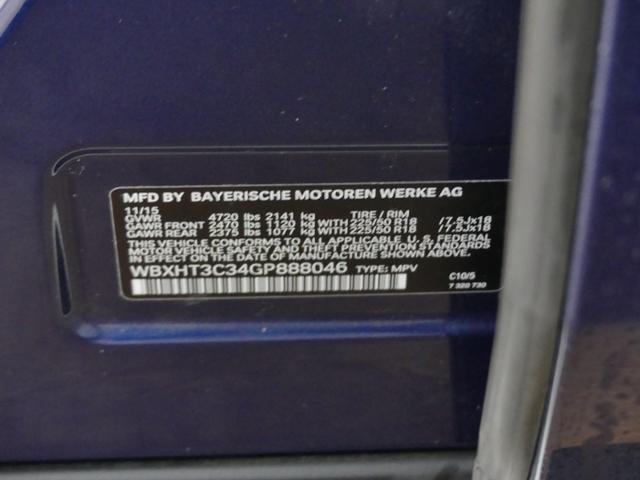 MFD BY BAYERISCHE MOTOREN WERKE AG
11/15
GVWR 4720 lbs 2141 kg TIRE / RIM
GAWR FRONT 2470 lbs 1120 kg WITH 225/50 R18 /7.5Jx18
GAWR REAR 2375 lbs 1077 kg WITH 225/50 R18 /7.5Jx18
THIS VEHICLE CONFORMS TO ALL APPLICABLE U. S. FEDERAL
MOTOR VEHICLE SAFETY AND THEFT PREVENTION STANDARDS
IN EFFECT ON THE DATE OF MANUFACTURE SHOWN ABOVE.
WBXHT3C34GP888046 TYPE: MPV
C10/5
7 320 730